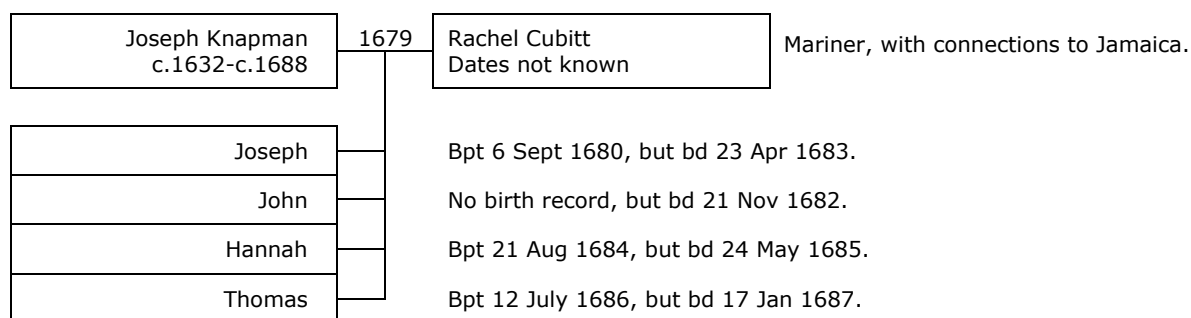 Joseph Knapman
c.1632-c.1688
1679
Rachel Cubitt
Dates not known
Mariner, with connections to Jamaica.
Joseph
Bpt 6 Sept 1680, but bd 23 Apr 1683.
John
No birth record, but bd 21 Nov 1682.
Hannah
Bpt 21 Aug 1684, but bd 24 May 1685.
Thomas
Bpt 12 July 1686, but bd 17 Jan 1687.